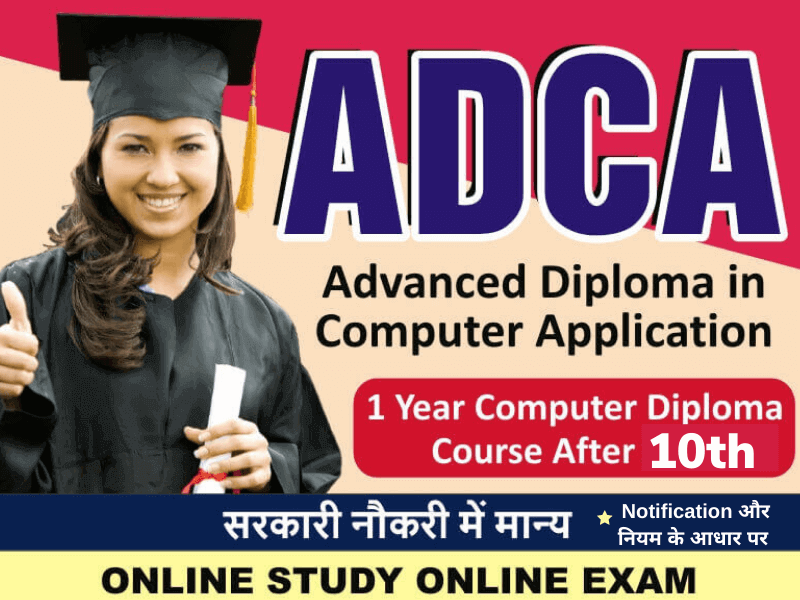 ADCA
Advanced Diploma in
Computer Application
1 Year Computer Diploma
Course After 10th
सरकारी नौकरी में मान्य
Notification और
नियम के आधार पर
ONLINE STUDY ONLINE EXAM